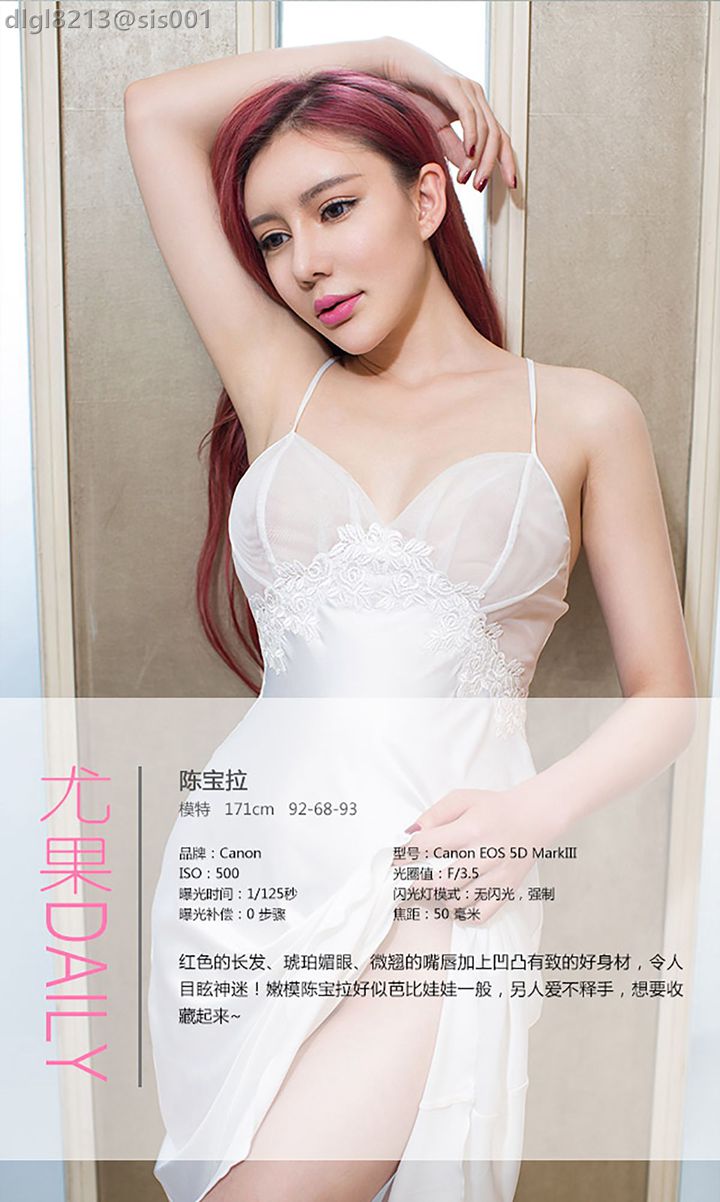 dlgl8213@sis001
尤果DAILY
陈宝拉
模特 171cm 92-68-93
品牌：Canon 型号：Canon EOS 5D MarkIII
ISO：500 光圈值：F/3.5
曝光时间：1/125秒 闪光灯模式：无闪光，强制
曝光补偿：0 步骤 焦距：50 毫米
红色的长发、琥珀媚眼、微翘的嘴唇加上凹凸有致的好身材，令人
目眩神迷！嫩模陈宝拉好似芭比娃娃一般，另人爱不释手，想要收
藏起来~